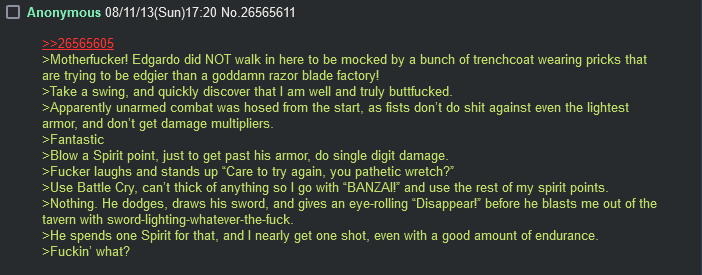 Anonymous 08/11/13(Sun)17:20 No.26565611
>>26565605
>Motherfucker! Edgardo did NOT walk in here to be mocked by a bunch of trenchcoat wearing pricks that
are trying to be edgier than a goddamn razor blade factory!
>Take a swing, and quickly discover that I am well and truly buttfucked.
>Apparently unarmed combat was hosed from the start, as fists don’t do shit against even the lightest
armor, and don’t get damage multipliers.
>Fantastic
>Blow a Spirit point, just to get past his armor, do single digit damage.
>Fucker laughs and stands up “Care to try again, you pathetic wretch?”
>Use Battle Cry, can’t thick of anything so I go with “BANZAI!” and use the rest of my spirit points.
>Nothing. He dodges, draws his sword, and gives an eye-rolling “Disappear!” before he blasts me out of the
tavern with sword-lighting-whatever-the-fuck.
>He spends one Spirit for that, and I nearly get one shot, even with a good amount of endurance.
>Fuckin’ what?